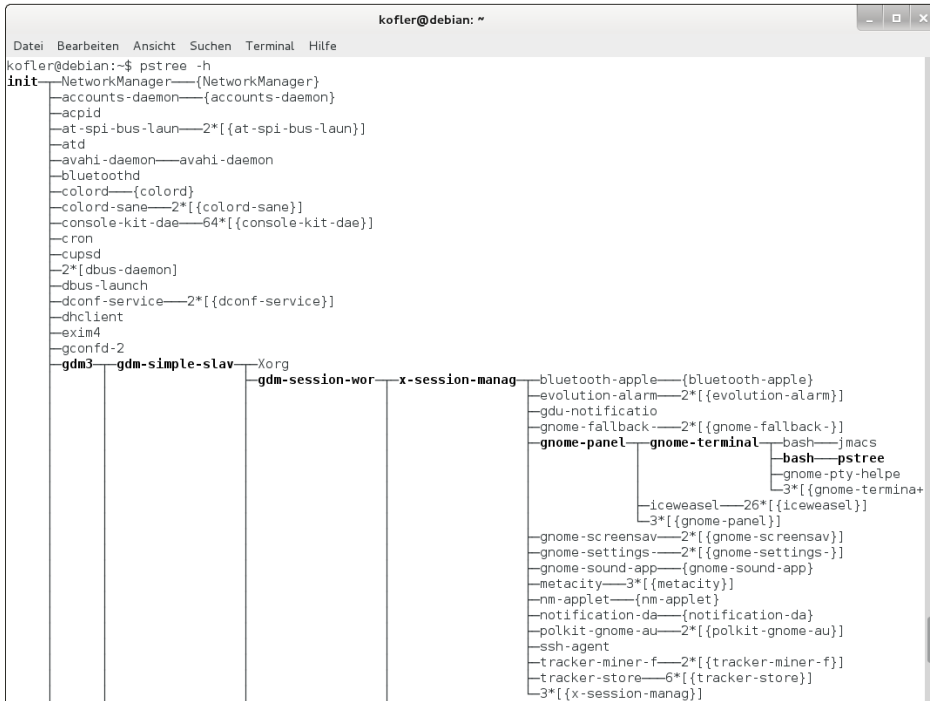 kofler@debian: ~
Datei Bearbeiten Ansicht Suchen Terminal Hilfe
kofler@debian:~$ pstree -h
init─┬─NetworkManager───{NetworkManager}
     ├─accounts-daemon───{accounts-daemon}
     ├─acpid
     ├─at-spi-bus-laun───2*[{at-spi-bus-laun}]
     ├─atd
     ├─avahi-daemon───avahi-daemon
     ├─bluetoothd
     ├─colord───{colord}
     ├─colord-sane───2*[{colord-sane}]
     ├─console-kit-dae───64*[{console-kit-dae}]
     ├─cron
     ├─cupsd
     ├─2*[dbus-daemon]
     ├─dbus-launch
     ├─dconf-service───2*[{dconf-service}]
     ├─dhclient
     ├─exim4
     ├─gconfd-2
     ├─gdm3─┬─gdm-simple-slav─┬─Xorg
     │      │                 ├─gdm-session-wor─┬─x-session-manag─┬─bluetooth-apple───{bluetooth-apple}
     │      │                 │                 │                 ├─evolution-alarm───2*[{evolution-alarm}]
     │      │                 │                 │                 ├─gdu-notificatio
     │      │                 │                 │                 ├─gnome-fallback-───2*[{gnome-fallback-}]
     │      │                 │                 │                 ├─gnome-panel─┬─gnome-terminal─┬─bash───jmacs
     │      │                 │                 │                 │             │                ├─bash───pstree
     │      │                 │                 │                 │             │                ├─gnome-pty-helpe
     │      │                 │                 │                 │             │                └─3*[{gnome-termina+
     │      │                 │                 │                 │             ├─iceweasel───26*[{iceweasel}]
     │      │                 │                 │                 │             └─3*[{gnome-panel}]
     │      │                 │                 │                 ├─gnome-screensav───2*[{gnome-screensav}]
     │      │                 │                 │                 ├─gnome-settings-───2*[{gnome-settings-}]
     │      │                 │                 │                 ├─gnome-sound-app───{gnome-sound-app}
     │      │                 │                 │                 ├─metacity───3*[{metacity}]
     │      │                 │                 │                 ├─nm-applet───{nm-applet}
     │      │                 │                 │                 ├─notification-da───{notification-da}
     │      │                 │                 │                 ├─polkit-gnome-au───2*[{polkit-gnome-au}]
     │      │                 │                 │                 ├─ssh-agent
     │      │                 │                 │                 ├─tracker-miner-f───2*[{tracker-miner-f}]
     │      │                 │                 │                 ├─tracker-store───6*[{tracker-store}]
     │      │                 │                 │                 └─3*[{x-session-manag}]